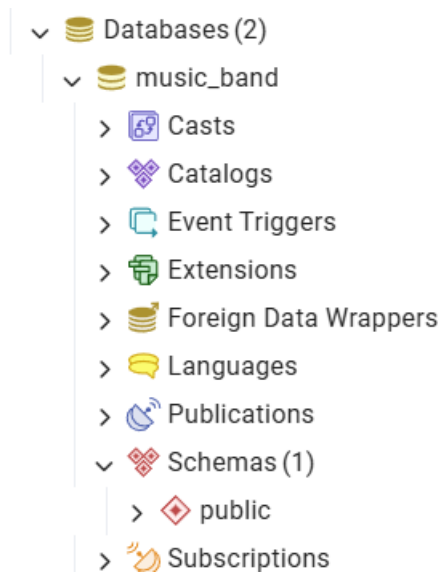 Databases (2)
music_band
Casts
Catalogs
Event Triggers
Extensions
Foreign Data Wrappers
Languages
Publications
Schemas (1)
public
Subscriptions